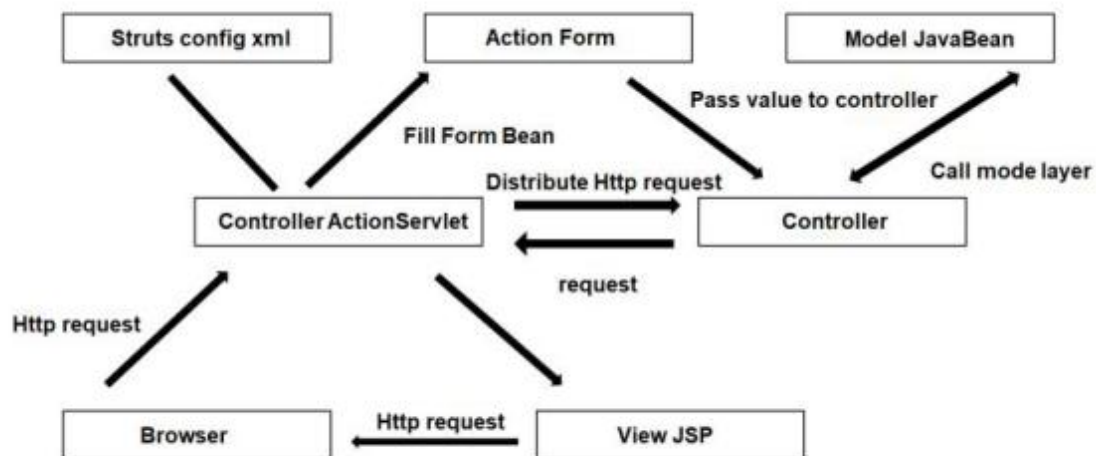 Struts config xml
Action Form
Model JavaBean
Pass value to controller
Fill Form Bean
Call mode layer
Distribute Http request
Controller ActionServlet
Controller
request
Http request
Http request
Browser
View JSP